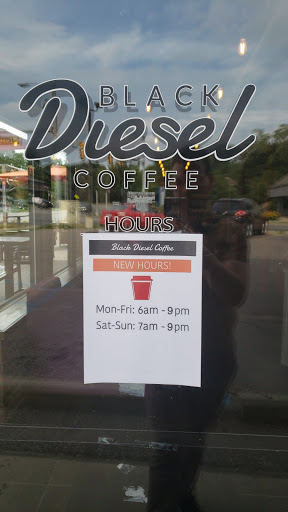 BLACK
Diesel
COFFEE
HOURS
Black Diesel Coffee
NEW HOURS!
Mon-Fri: 6am - 9pm
Sat-Sun: 7am - 9pm